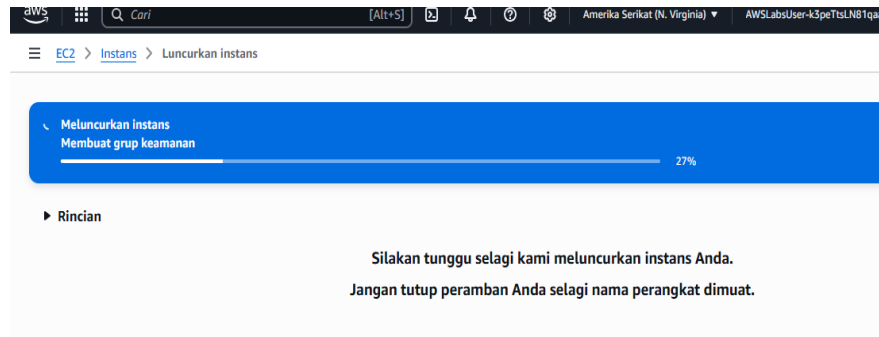 aws Cari [Alt+S] Amerika Serikat (N. Virginia) ▼ AWSLabsUser-k3peTtsLN81qa
EC2 > Instans > Luncurkan instans
Meluncurkan instans
Membuat grup keamanan
27%
Rincian
Silakan tunggu selagi kami meluncurkan instans Anda.
Jangan tutup peramban Anda selagi nama perangkat dimuat.